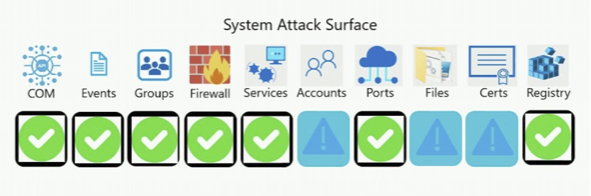 System Attack Surface
COM Events Groups Firewall Services Accounts Ports Files Certs Registry